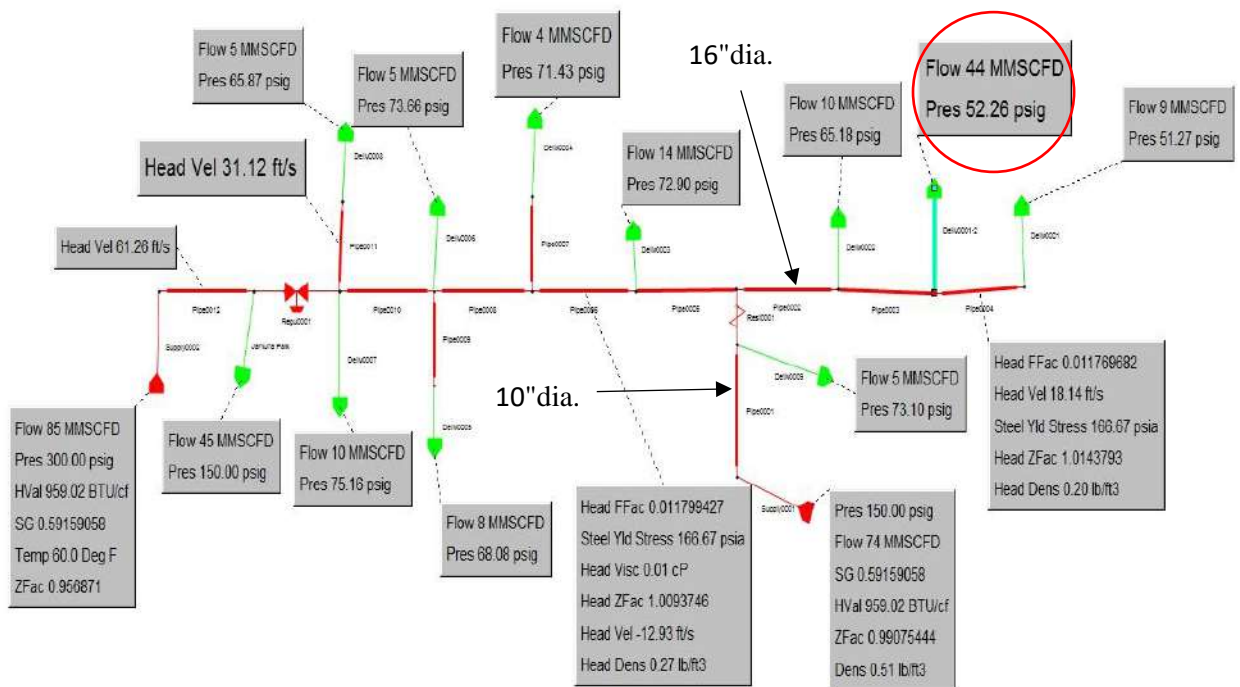 Flow 5 MMSCFD
Pres 65.87 psig
Flow 5 MMSCFD
Pres 73.66 psig
Flow 4 MMSCFD
Pres 71.43 psig
16"dia.
Flow 44 MMSCFD
Pres 52.26 psig
Flow 10 MMSCFD
Pres 65.18 psig
Flow 9 MMSCFD
Pres 51.27 psig
Head Vel 31.12 ft/s
Flow 14 MMSCFD
Pres 72.90 psig
Head Vel 61.26 ft/s
Pipe0011
Pipe0007
Pipe0012
Regu0001
Pipe0010
Pipe0008
Pipe0002
Pipe0003
Pipe0004
Resi0001
Pipe0009
Supply0002
Deliv0007
10"dia.
Pipe0001
Flow 5 MMSCFD
Pres 73.10 psig
Head FFac 0.011769682
Head Vel 18.14 ft/s
Steel Yld Stress 166.67 psia
Head ZFac 1.0143793
Head Dens 0.20 lb/ft3
Flow 85 MMSCFD
Pres 300.00 psig
HVal 959.02 BTU/cf
SG 0.59159058
Temp 60.0 Deg F
ZFac 0.956871
Flow 45 MMSCFD
Pres 150.00 psig
Flow 10 MMSCFD
Pres 75.16 psig
Flow 8 MMSCFD
Pres 68.08 psig
Supply0001
Head FFac 0.011799427
Steel Yld Stress 166.67 psia
Head Visc 0.01 cP
Head ZFac 1.0093746
Head Vel -12.93 ft/s
Head Dens 0.27 lb/ft3
Pres 150.00 psig
Flow 74 MMSCFD
SG 0.59159058
HVal 959.02 BTU/cf
ZFac 0.99075444
Dens 0.51 lb/ft3